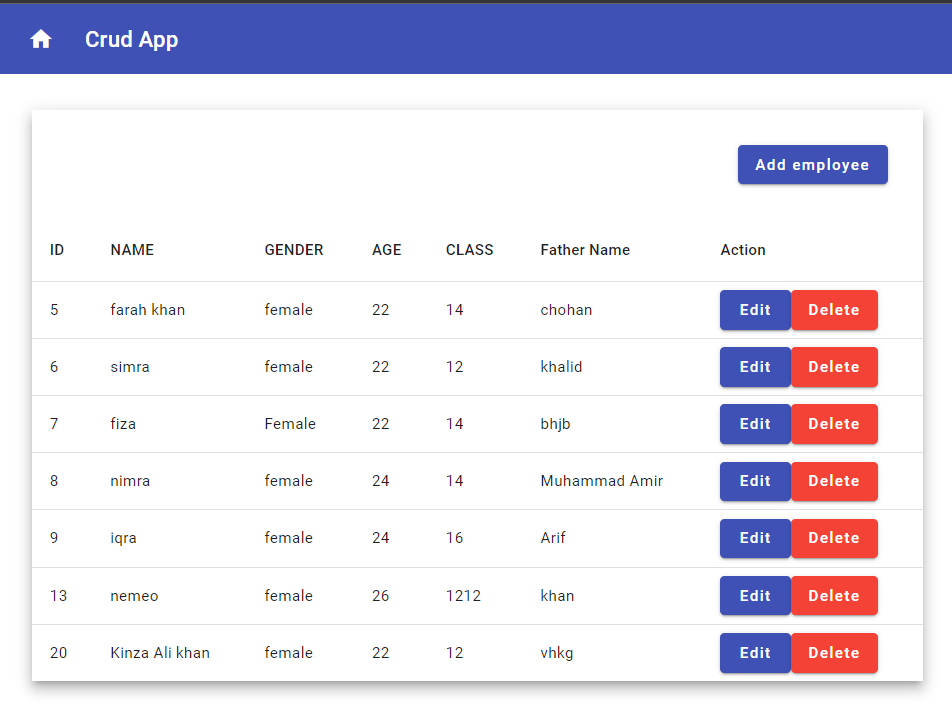 Crud App
Add employee
ID NAME GENDER AGE CLASS Father Name Action
5 farah khan female 22 14 chohan Edit Delete
6 simra female 22 12 khalid Edit Delete
7 fiza Female 22 14 bhjb Edit Delete
8 nimra female 24 14 Muhammad Amir Edit Delete
9 iqra female 24 16 Arif Edit Delete
13 nemeo female 26 1212 khan Edit Delete
20 Kinza Ali khan female 22 12 vhkg Edit Delete